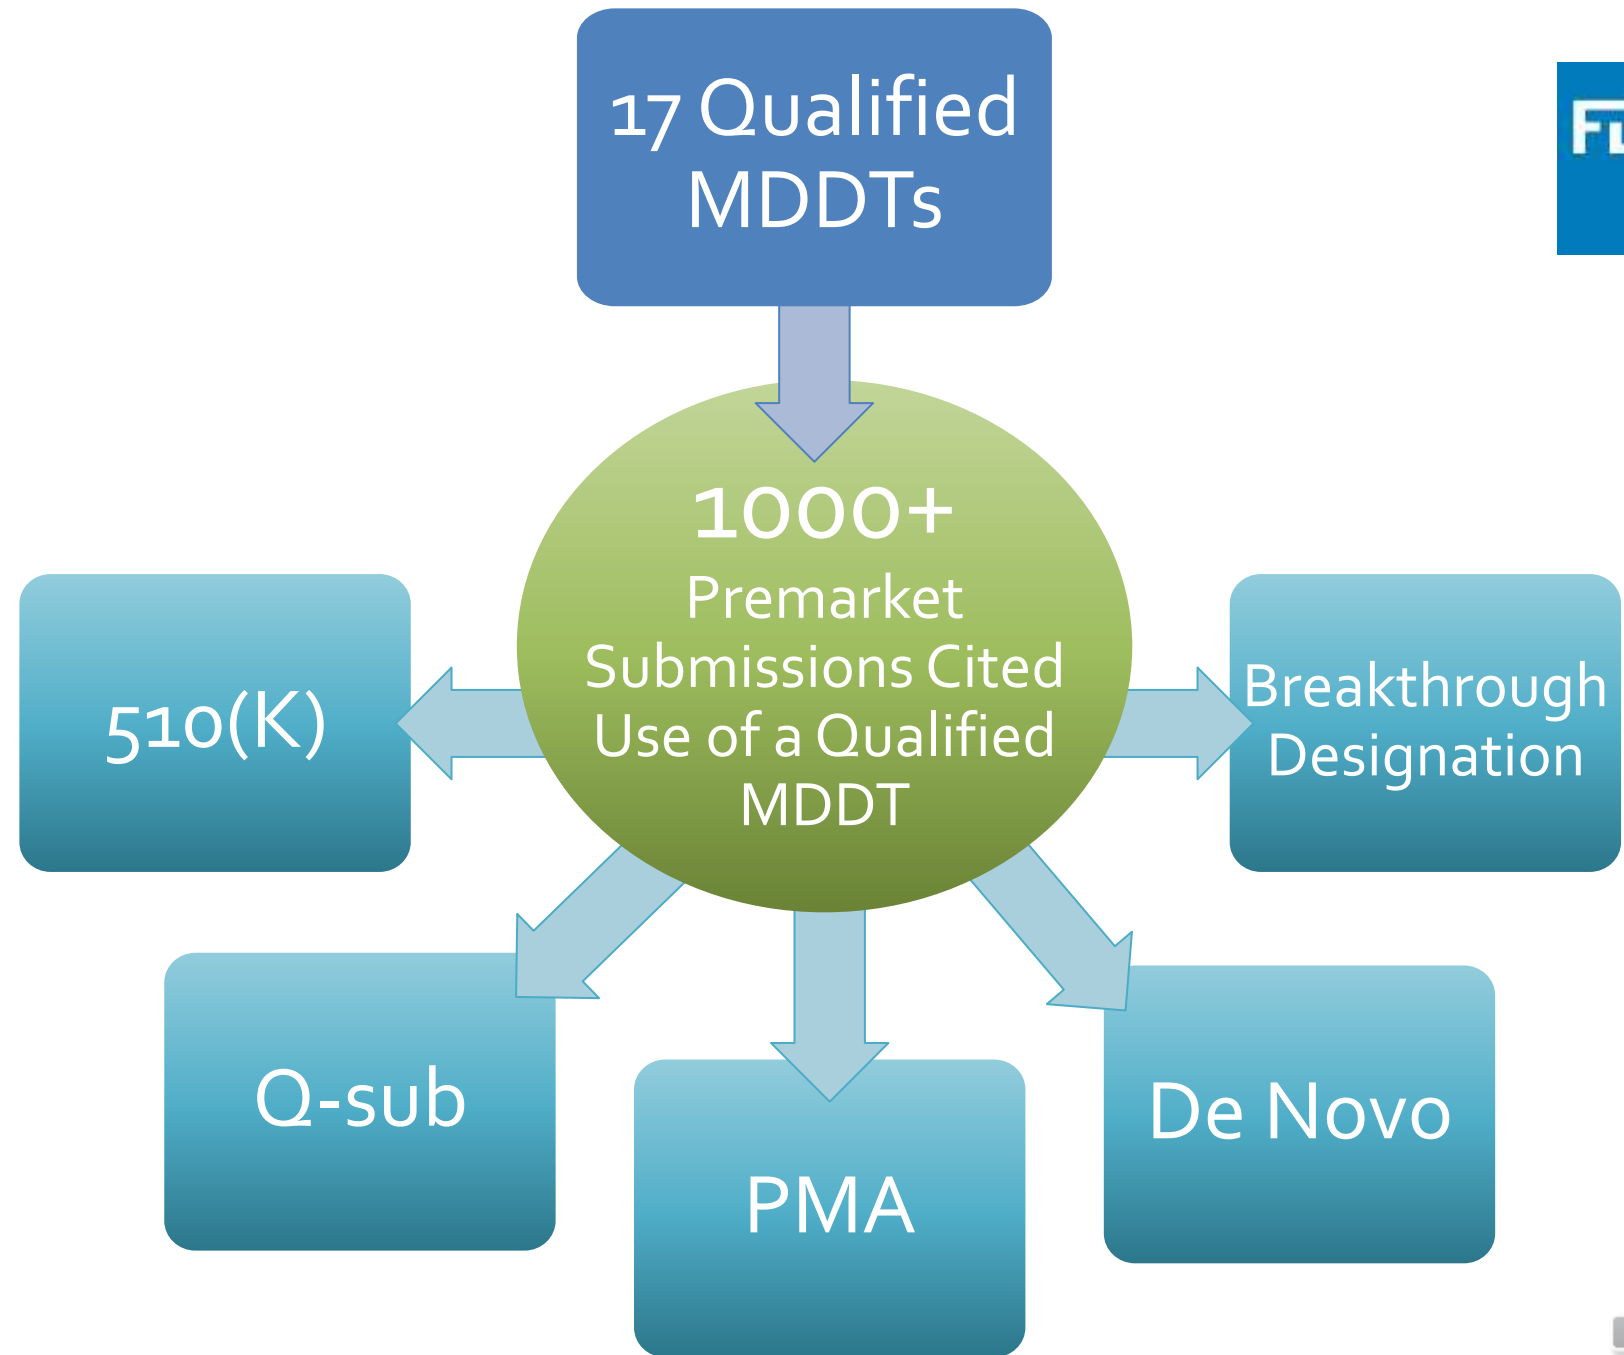 17 Qualified
MDDTs
1000+
Premarket
Submissions Cited
Use of a Qualified
MDDT
510(K)
Breakthrough
Designation
Q-sub
De Novo
PMA